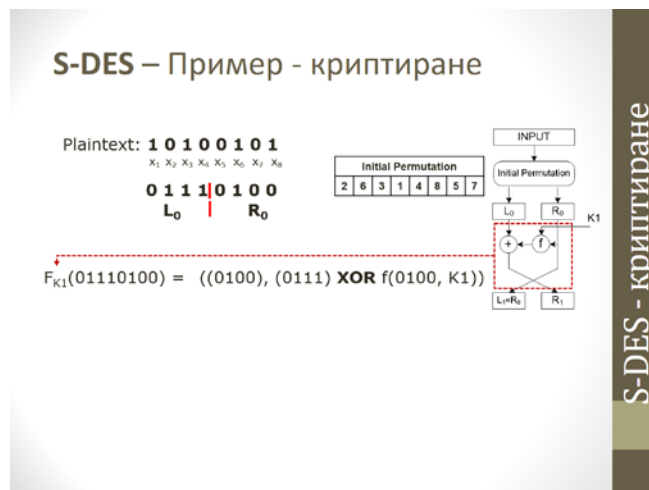 S-DES – Пример - криптиране
Plaintext: 1 0 1 0 0 1 0 1
x₁ x₂ x₃ x₄ x₅ x₆ x₇ x₈
0 1 1 1|0 1 0 0
L₀ | R₀
Initial Permutation
2 6 3 1 4 8 5 7
INPUT
Initial Permutation
L₀ R₀
K1
+ f
L₁=R₀ R₁
F_K1(01110100) = ((0100), (0111) XOR f(0100, K1))
S-DES - криптиране